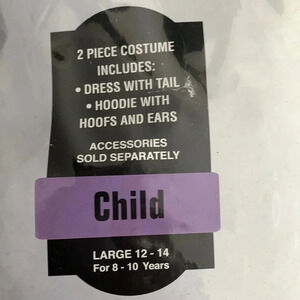 2 PIECE COSTUME
INCLUDES:
• DRESS WITH TAIL
• HOODIE WITH
HOOFS AND EARS
ACCESSORIES
SOLD SEPARATELY
Child
LARGE 12 - 14
For 8 - 10 Years